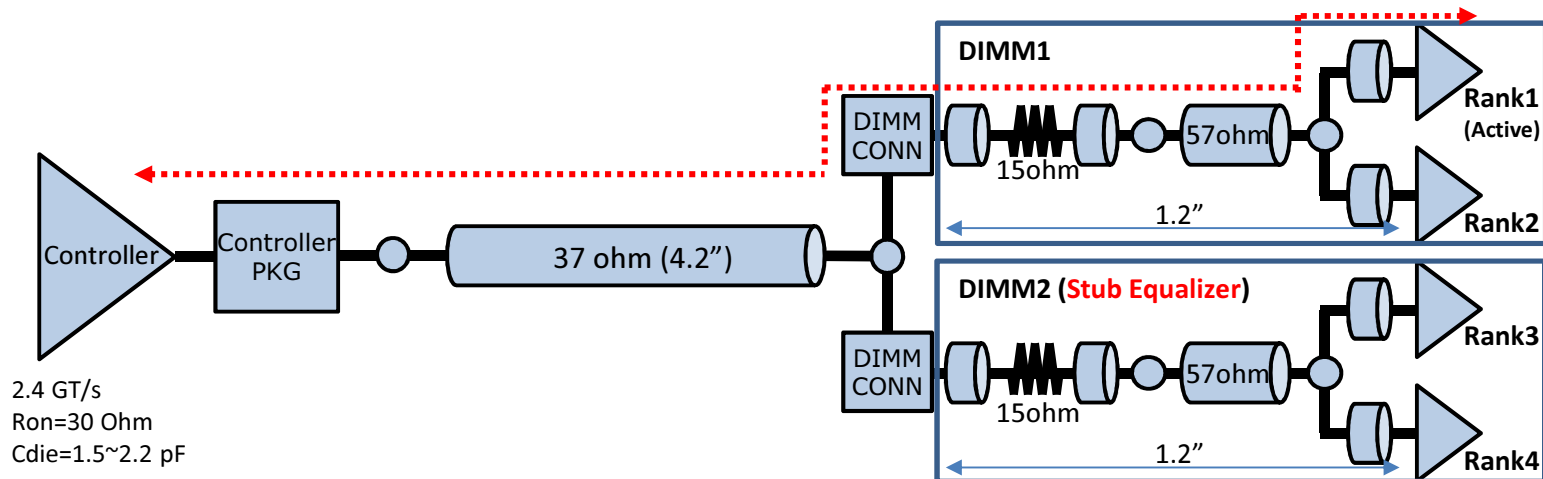 DIMM1
DIMM
CONN
15ohm
57ohm
Rank1
(Active)
Rank2
1.2”
Controller
Controller
PKG
37 ohm (4.2”)
DIMM2 (Stub Equalizer)
DIMM
CONN
15ohm
57ohm
Rank3
Rank4
1.2”
2.4 GT/s
Ron=30 Ohm
Cdie=1.5~2.2 pF